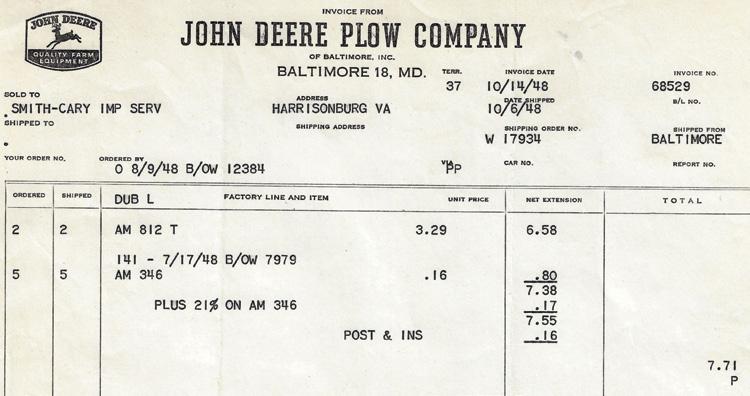 INVOICE FROM
JOHN DEERE
QUALITY FARM
EQUIPMENT
JOHN DEERE PLOW COMPANY
OF BALTIMORE, INC.
BALTIMORE 18, MD.
TERR. INVOICE DATE INVOICE NO.
37 10/14/48 68529
SOLD TO ADDRESS DATE SHIPPED B/L NO.
SMITH-CARY IMP SERV HARRISONBURG VA 10/6/48
SHIPPED TO SHIPPING ADDRESS SHIPPING ORDER NO. SHIPPED FROM
W 17934 BALTIMORE
YOUR ORDER NO. ORDERED BY VIA CAR NO. REPORT NO.
O 8/9/48 B/OW 12384 PP
ORDERED SHIPPED DUB L FACTORY LINE AND ITEM UNIT PRICE NET EXTENSION TOTAL
2 2 AM 812 T 3.29 6.58
141 - 7/17/48 B/OW 7979
5 5 AM 346 .16 .80
7.38
PLUS 21% ON AM 346 .17
7.55
POST & INS .16
7.71
P